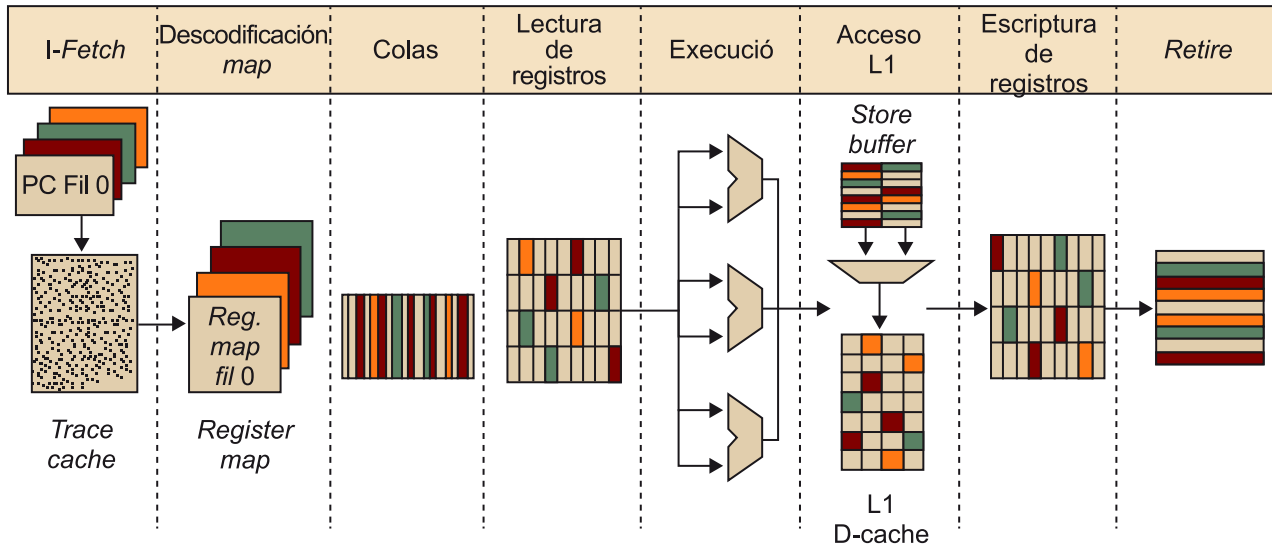 I-Fetch
Descodificación
map
Colas
Lectura
de
registros
Execució
Acceso
L1
Escriptura
de
registros
Retire
PC Fil 0
Trace
cache
Reg.
map
fil 0
Register
map
Store
buffer
L1
D-cache